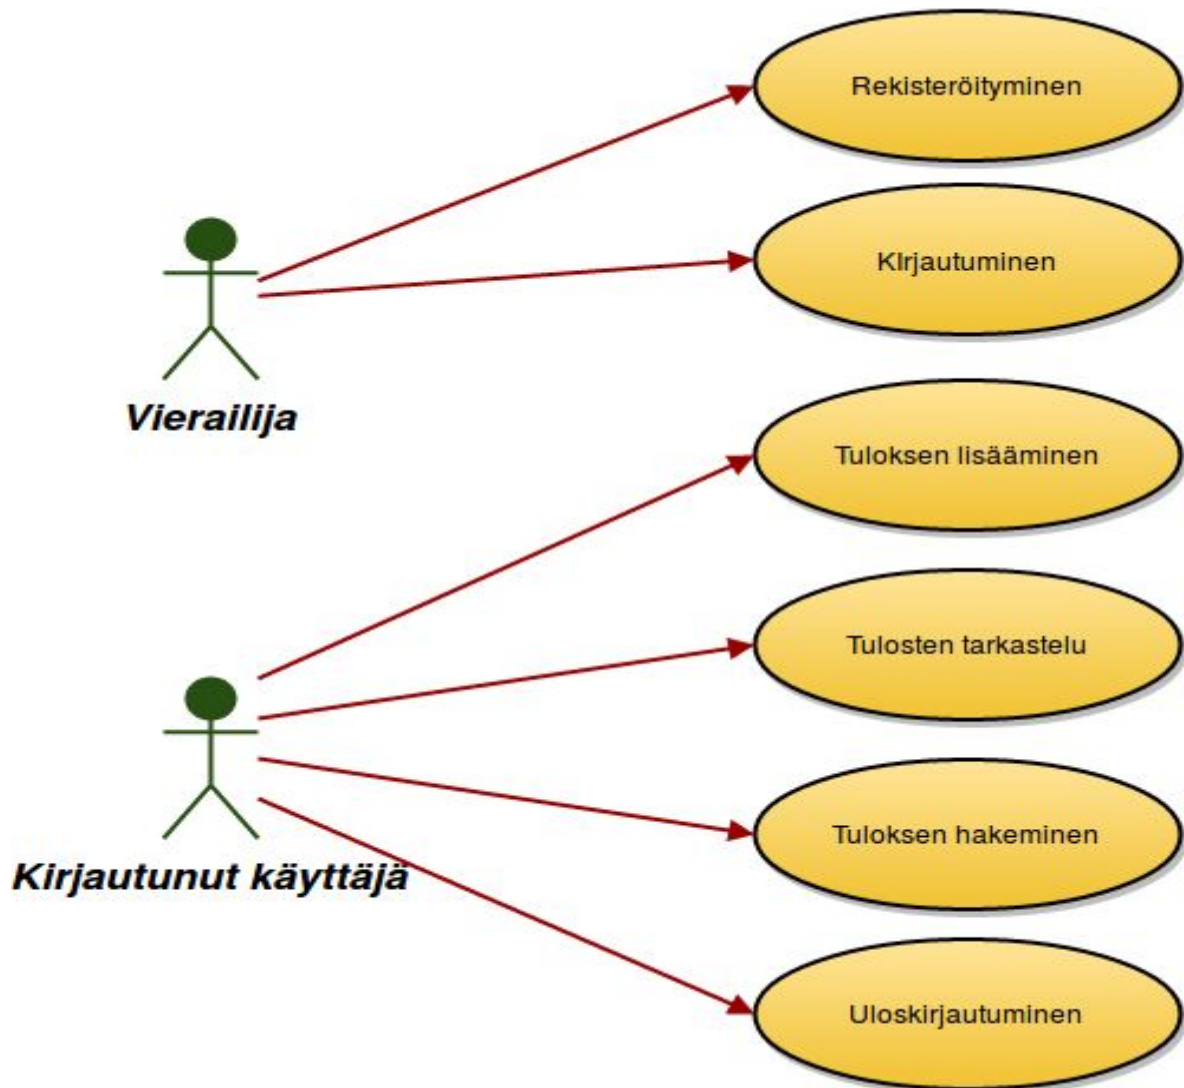 Rekisteröityminen
KIrjautuminen
Vierailija
Tuloksen lisääminen
Tulosten tarkastelu
Tuloksen hakeminen
Kirjautunut käyttäjä
Uloskirjautuminen